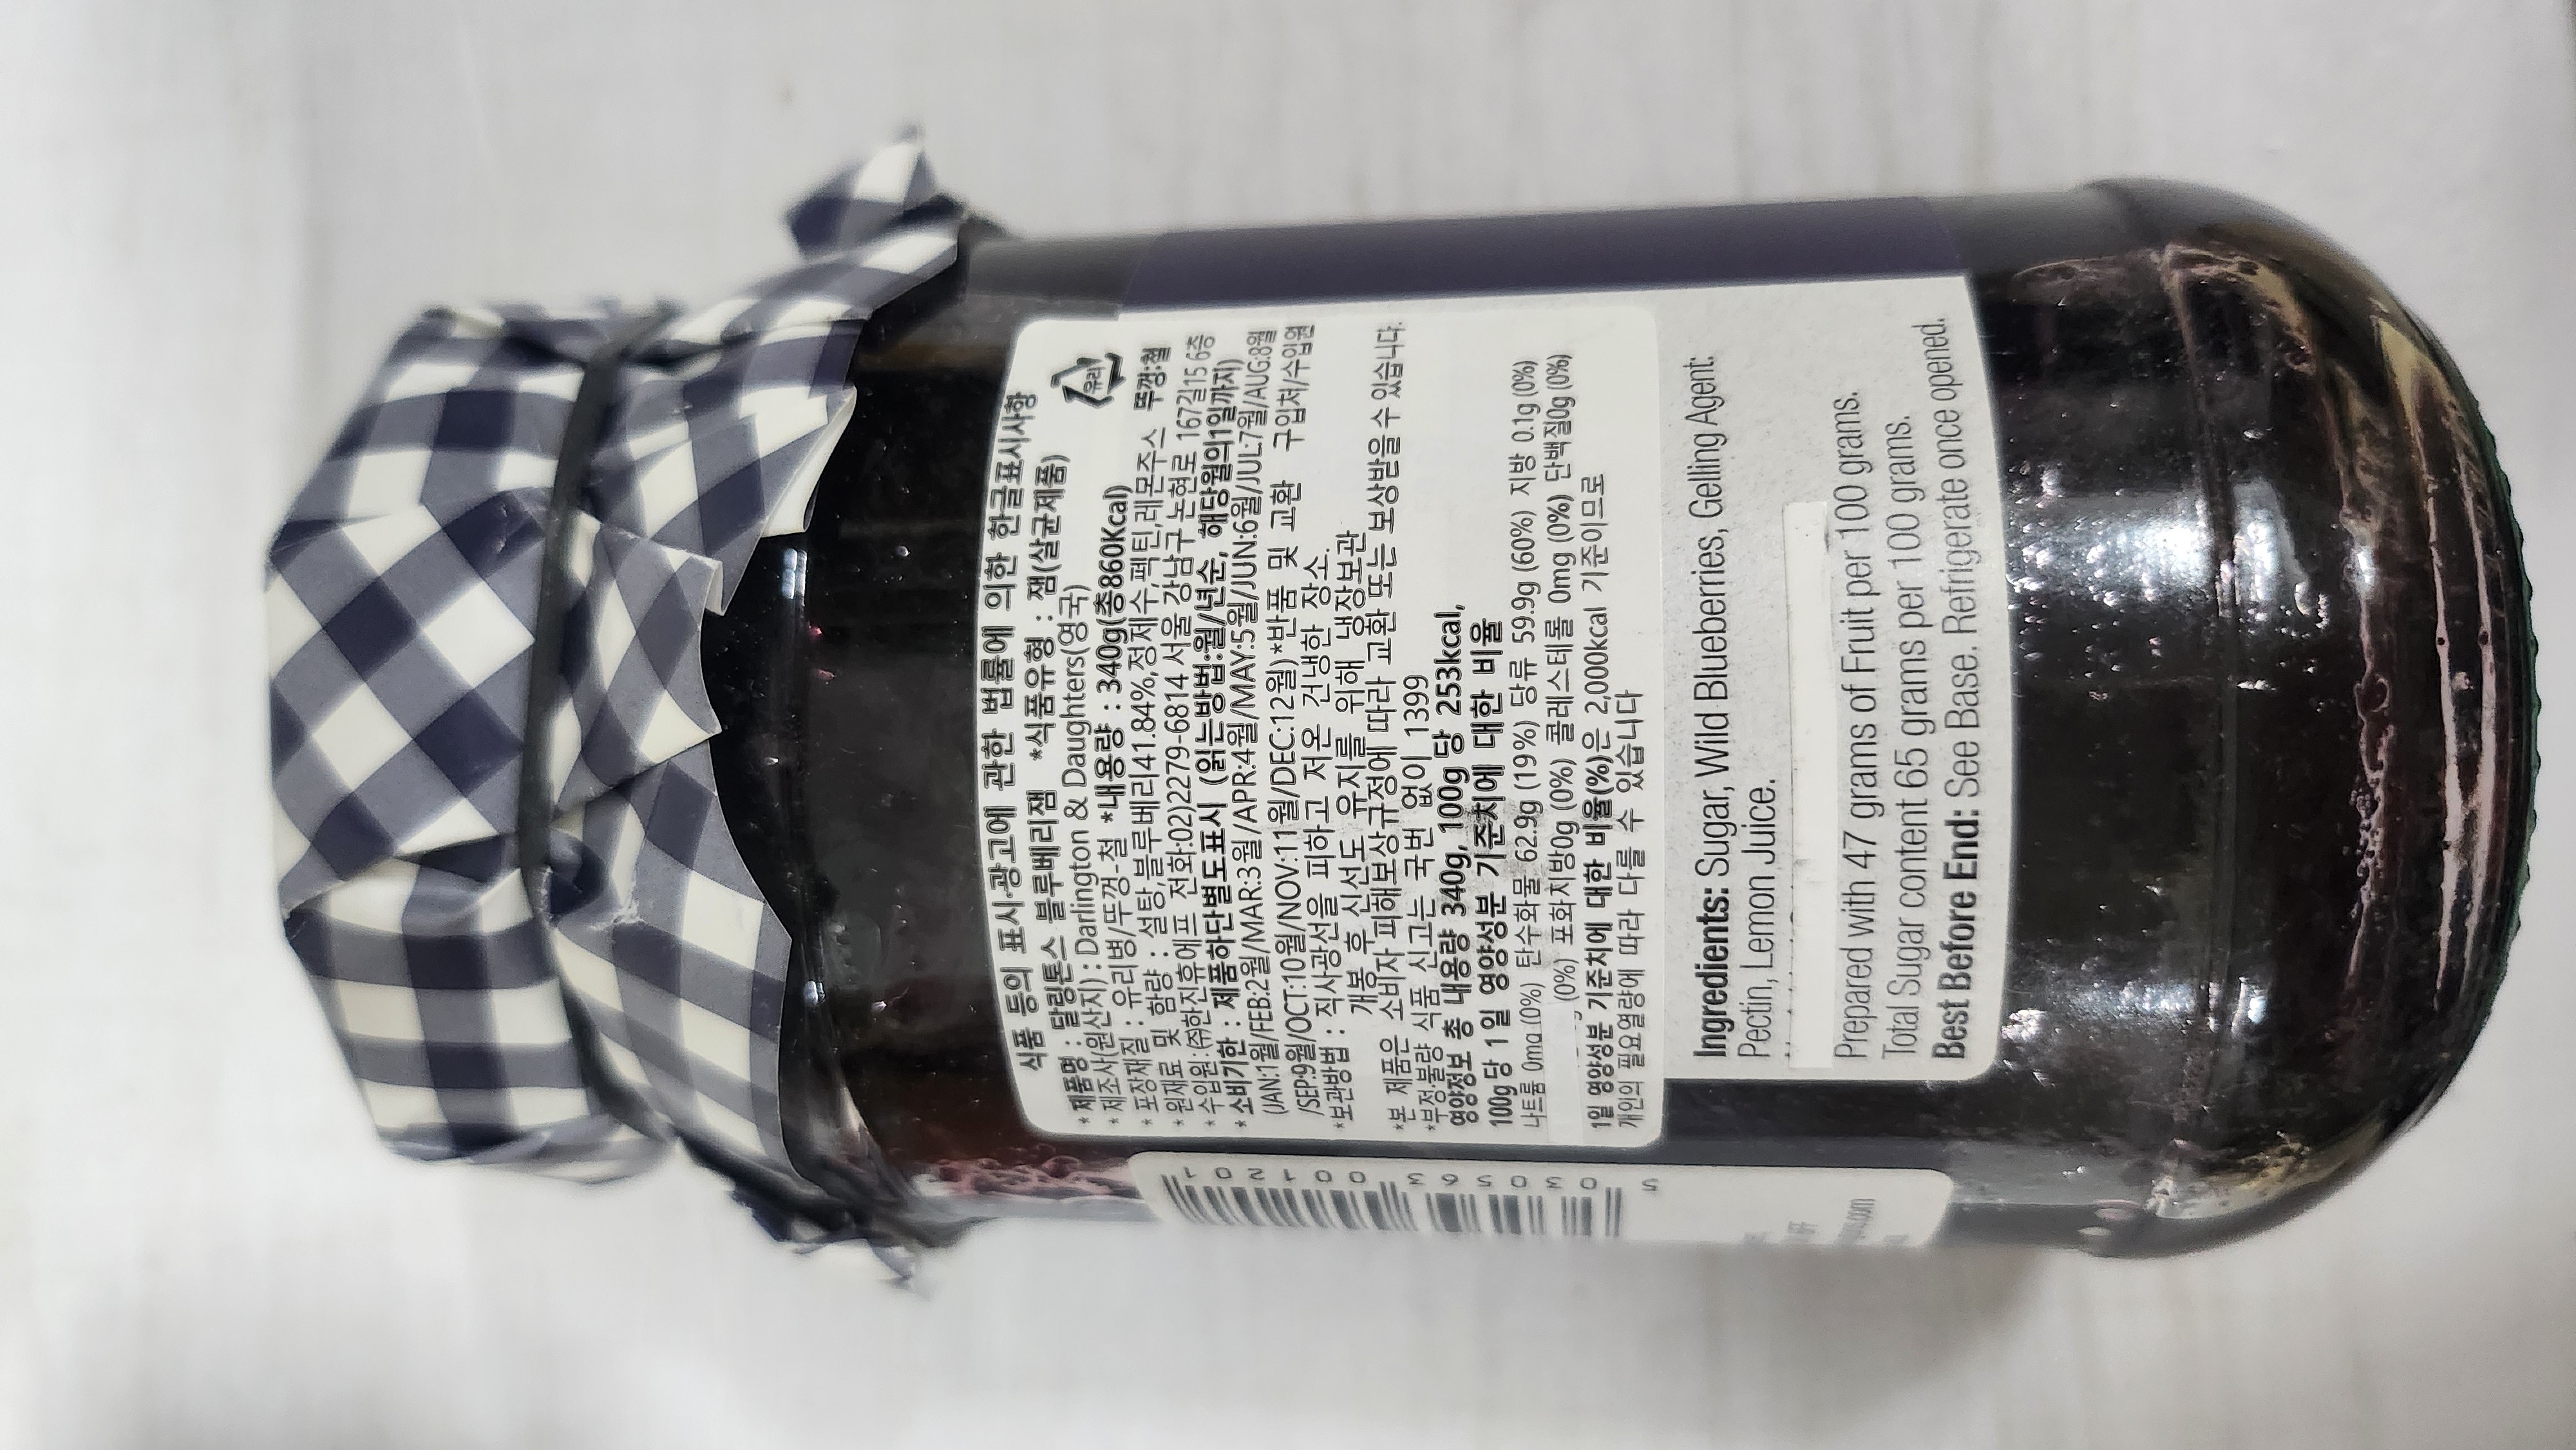 식품 등의 표시·광고에 관한 법률에 의한 한글표시사항
*제품명 : 달링톤스 블루베리잼 *식품유형 : 잼(살균제품)
*제조사(원산지) : Darlington & Daughters(영국)
*포장재질 : 유리병/뚜껑-철 *내용량 : 340g(총860Kcal)
*원재료 및 함량 : 설탕,블루베리41.84%,정제수,펙틴,레몬주스
유리
뚜껑:철
*수입원:㈜한진유에프 전화:02)2279-6814 서울 강남구 논현로 167길15 6층
*소비기한 : 제품하단별도표시 (읽는방법:월/년순, 해당월의1일까지)
(JAN:1월/FEB:2월/MAR:3월/APR:4월/MAY:5월/JUN:6월/JUL:7월/AUG:8월
/SEP:9월/OCT:10월/NOV:11월/DEC:12월)*반품 및 교환 구입처/수입원
*보관방법 : 직사광선을 피하고 저온 건냉한 장소.
개봉 후 신선도 유지를 위해 냉장보관
*본 제품은 소비자 피해보상규정에 따라 교환 또는 보상받을 수 있습니다.
*부정·불량 식품 신고는 국번 없이 1399
영양정보 총 내용량 340g, 100g당 253kcal,
100g 당 1일 영양성분 기준치에 대한 비율
나트륨 0mg (0%) 탄수화물 62.9g (19%) 당류 59.9g (60%) 지방 0.1g (0%)
(0%) 포화지방0g (0%) 콜레스테롤 0mg (0%) 단백질0g (0%)
1일 영양성분 기준치에 대한 비율(%)은 2,000kcal 기준이므로
개인의 필요열량에 따라 다를 수 있습니다
Ingredients: Sugar, Wild Blueberries, Gelling Agent:
Pectin, Lemon Juice.
Prepared with 47 grams of Fruit per 100 grams.
Total Sugar content 65 grams per 100 grams.
Best Before End: See Base. Refrigerate once opened.
5 030563 001201